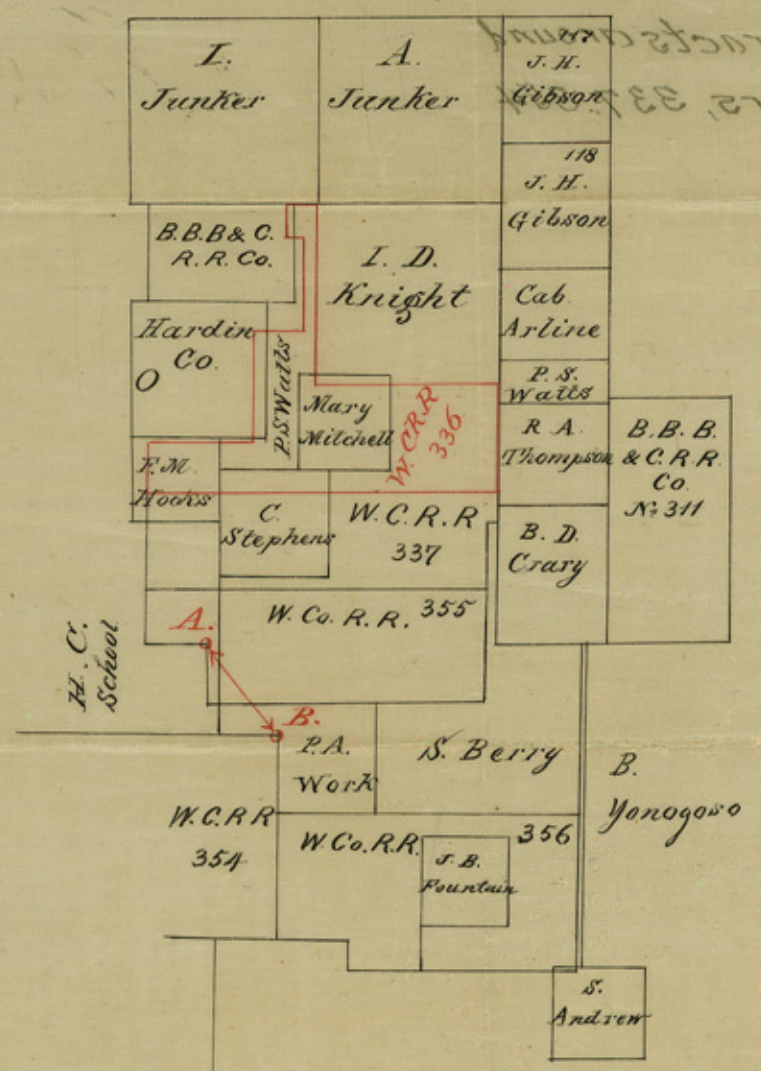 I.
Junker
A.
Junker
J. H.
Gibson
118
J. H.
Gibson
B.B.B & C.
R. R. Co.
I. D.
Knight
Cab
Arline
Hardin
Co.
O
P.S Watts
Mary
Mitchell
W. CR.R
336
P. S.
Watts
R A
Thompson
B. B. B.
& C. R. R.
Co.
No. 311
F. M.
Hooks
C.
Stephens
W. C. R. R
337
B. D.
Crary
W. Co. R. R. 355
H. C.
School
A.
B.
P. A.
Work
S. Berry
B.
Yonogoso
W. C. R R
354
W. Co. R. R.
356
J. B.
Fountain
S.
Andrew